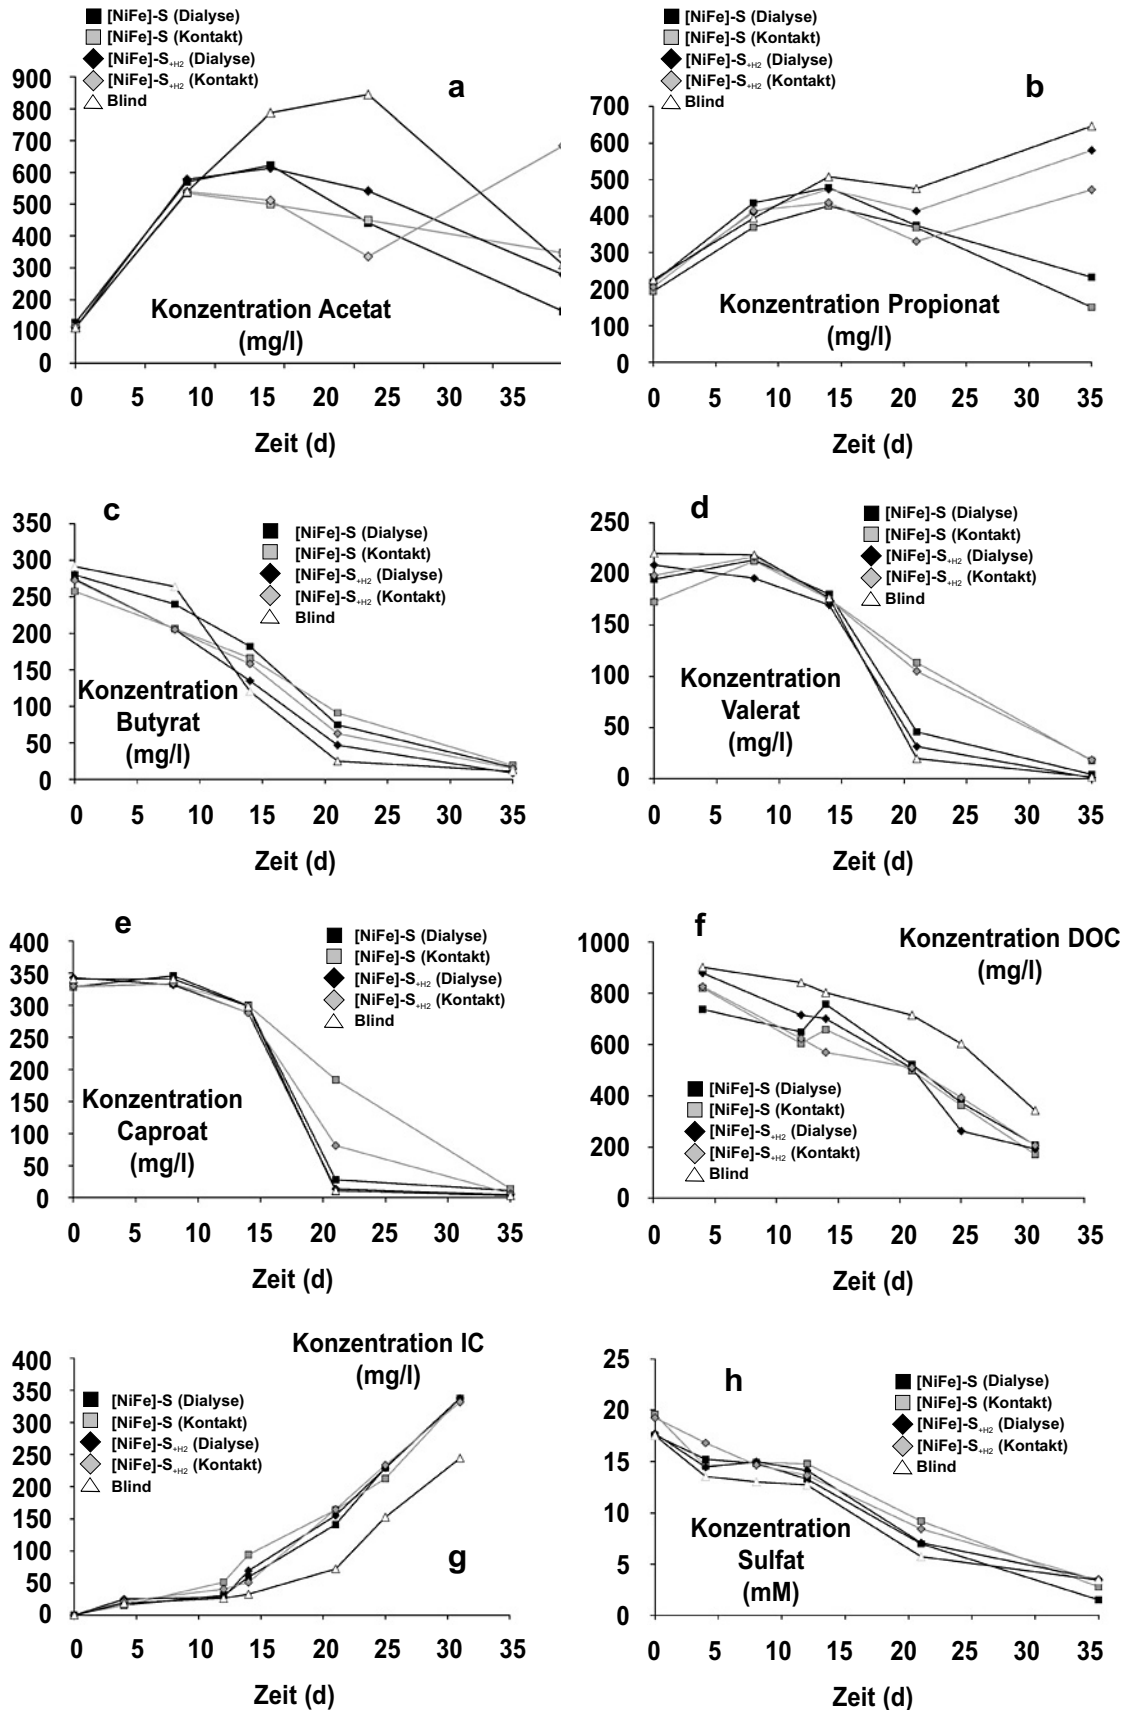 [NiFe]-S (Dialyse)
[NiFe]-S (Kontakt)
[NiFe]-S+H2 (Dialyse)
[NiFe]-S+H2 (Kontakt)
Blind
a
900
800
700
600
500
400
300
200
100
0
Konzentration Acetat
(mg/l)
0 5 10 15 20 25 30 35
Zeit (d)
[NiFe]-S (Dialyse)
[NiFe]-S (Kontakt)
[NiFe]-S+H2 (Dialyse)
[NiFe]-S+H2 (Kontakt)
Blind
b
700
600
500
400
300
200
100
0
Konzentration Propionat
(mg/l)
0 5 10 15 20 25 30 35
Zeit (d)
c
350
300
250
200
150
100
50
0
[NiFe]-S (Dialyse)
[NiFe]-S (Kontakt)
[NiFe]-S+H2 (Dialyse)
[NiFe]-S+H2 (Kontakt)
Blind
Konzentration
Butyrat
(mg/l)
0 5 10 15 20 25 30 35
Zeit (d)
d
250
200
150
100
50
0
[NiFe]-S (Dialyse)
[NiFe]-S (Kontakt)
[NiFe]-S+H2 (Dialyse)
[NiFe]-S+H2 (Kontakt)
Blind
Konzentration
Valerat
(mg/l)
0 5 10 15 20 25 30 35
Zeit (d)
e
400
350
300
250
200
150
100
50
0
[NiFe]-S (Dialyse)
[NiFe]-S (Kontakt)
[NiFe]-S+H2 (Dialyse)
[NiFe]-S+H2 (Kontakt)
Blind
Konzentration
Caproat
(mg/l)
0 5 10 15 20 25 30 35
Zeit (d)
f
Konzentration DOC
(mg/l)
1000
800
600
400
200
0
[NiFe]-S (Dialyse)
[NiFe]-S (Kontakt)
[NiFe]-S+H2 (Dialyse)
[NiFe]-S+H2 (Kontakt)
Blind
0 5 10 15 20 25 30 35
Zeit (d)
Konzentration IC
(mg/l)
400
350
300
250
200
150
100
50
0
[NiFe]-S (Dialyse)
[NiFe]-S (Kontakt)
[NiFe]-S+H2 (Dialyse)
[NiFe]-S+H2 (Kontakt)
Blind
g
0 5 10 15 20 25 30 35
Zeit (d)
h
25
20
15
10
5
0
[NiFe]-S (Dialyse)
[NiFe]-S (Kontakt)
[NiFe]-S+H2 (Dialyse)
[NiFe]-S+H2 (Kontakt)
Blind
Konzentration
Sulfat
(mM)
0 5 10 15 20 25 30 35
Zeit (d)